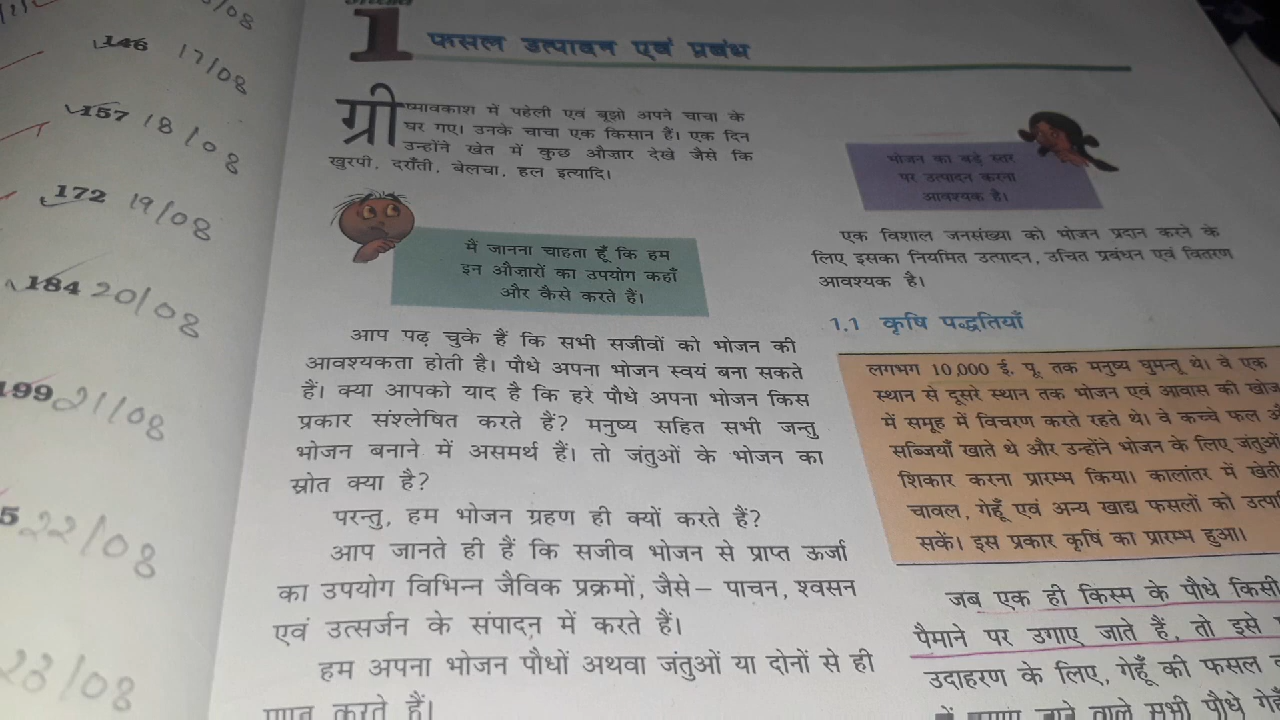 146 17/08
157 18/08
172 19/08
184 20/08
199 21/08
5 22/08
23/08
1 फसल उत्पादन एवं प्रबंध
ग्रीष्मावकाश में पहेली एवं बूझो अपने चाचा के
घर गए। उनके चाचा एक किसान हैं। एक दिन
उन्होंने खेत में कुछ औज़ार देखे जैसे कि
खुरपी, दराँती, बेलचा, हल इत्यादि।
मैं जानना चाहता हूँ कि हम
इन औज़ारों का उपयोग कहाँ
और कैसे करते हैं।
आप पढ़ चुके हैं कि सभी सजीवों को भोजन की
आवश्यकता होती है। पौधे अपना भोजन स्वयं बना सकते
हैं। क्या आपको याद है कि हरे पौधे अपना भोजन किस
प्रकार संश्लेषित करते हैं? मनुष्य सहित सभी जन्तु
भोजन बनाने में असमर्थ हैं। तो जंतुओं के भोजन का
स्रोत क्या है?
परन्तु, हम भोजन ग्रहण ही क्यों करते हैं?
आप जानते ही हैं कि सजीव भोजन से प्राप्त ऊर्जा
का उपयोग विभिन्न जैविक प्रक्रमों, जैसे– पाचन, श्वसन
एवं उत्सर्जन के संपादन में करते हैं।
हम अपना भोजन पौधों अथवा जंतुओं या दोनों से ही
करते हैं।
भोजन का बड़े स्तर
पर उत्पादन करना
आवश्यक है।
एक विशाल जनसंख्या को भोजन प्रदान करने के
लिए इसका नियमित उत्पादन, उचित प्रबंधन एवं वितरण
आवश्यक है।
1.1 कृषि पद्धतियाँ
लगभग 10,000 ई. पू. तक मनुष्य घुमन्तू थे। वे एक
स्थान से दूसरे स्थान तक भोजन एवं आवास की खोज
में समूह में विचरण करते रहते थे। वे कच्चे फल
सब्जियाँ खाते थे और उन्होंने भोजन के लिए जंतुओं
शिकार करना प्रारम्भ किया। कालांतर में खेती
चावल, गेहूँ एवं अन्य खाद्य फसलों को
सकें। इस प्रकार कृषि का प्रारम्भ हुआ।
जब एक ही किस्म के पौधे किसी
पैमाने पर उगाए जाते हैं, तो इसे
उदाहरण के लिए, गेहूँ की फसल
वाले सभी पौधे